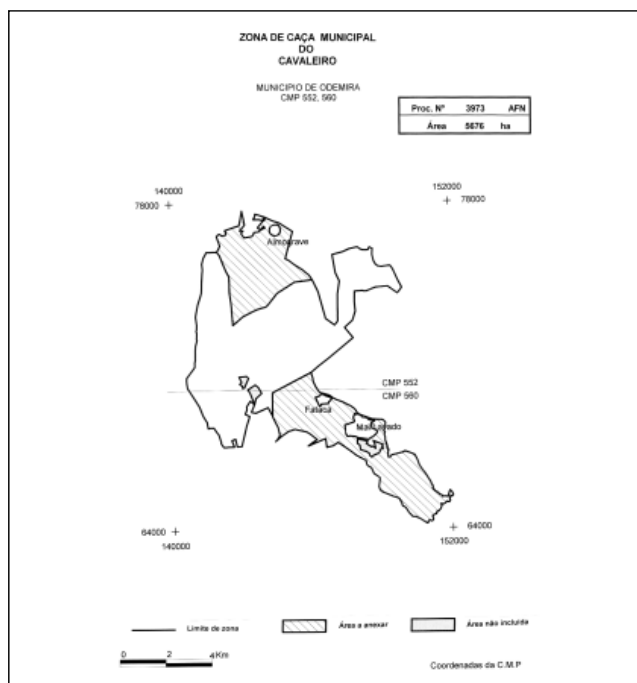 ZONA DE CAÇA MUNICIPAL
DO
CAVALEIRO
MUNICIPIO DE ODEMIRA
CMP 552, 560
Proc. Nº 3973 AFN
Área 5676 ha
140000
78000
152000
78000
Almograve
CMP 552
CMP 560
Fataca
Malavado
64000
140000
64000
152000
Limite de zona
Área a anexar
Área não incluída
0 2 4Km
Coordenadas da C.M.P